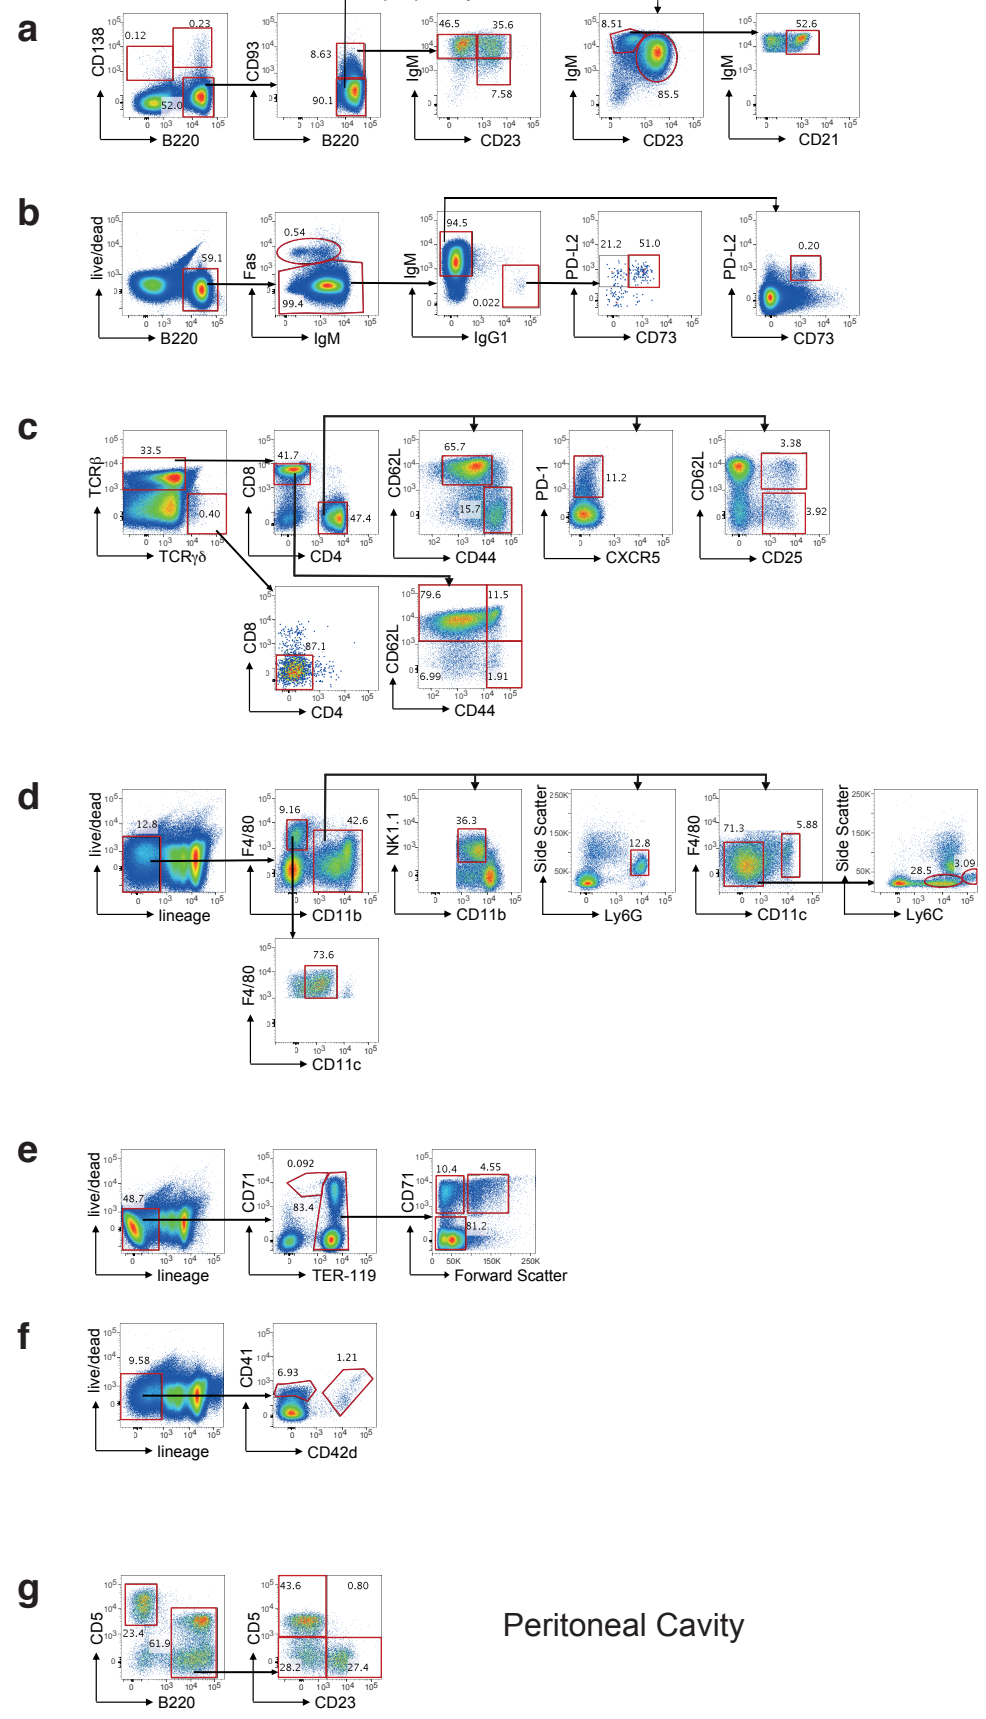 a
CD138
0.12
0.23
52.0
B220
CD93
8.63
90.1
B220
IgM
46.5
35.6
7.58
CD23
IgM
8.51
85.5
CD23
IgM
52.6
CD21
b
live/dead
59.1
B220
Fas
0.54
99.4
IgM
IgM
94.5
0.022
IgG1
PD-L2
21.2
51.0
CD73
PD-L2
0.20
CD73
c
TCRβ
33.5
0.40
TCRγδ
CD8
41.7
47.4
CD4
CD62L
65.7
15.7
CD44
PD-1
11.2
CXCR5
CD62L
3.38
3.92
CD25
CD8
87.1
CD4
CD62L
79.6
11.5
6.99
1.91
CD44
d
live/dead
12.8
lineage
F4/80
9.16
42.6
CD11b
NK1.1
36.3
CD11b
Side Scatter
250K
150K
50K
12.8
Ly6G
F4/80
71.3
5.88
CD11c
Side Scatter
250K
150K
50K
28.5
3.09
Ly6C
F4/80
73.6
CD11c
e
live/dead
48.7
lineage
CD71
0.092
83.4
TER-119
CD71
10.4
4.55
81.2
0 50K 150K 250K
Forward Scatter
f
live/dead
9.58
lineage
CD41
6.93
1.21
CD42d
g
CD5
23.4
61.9
B220
CD5
43.6
0.80
28.2
27.4
CD23
Peritoneal Cavity